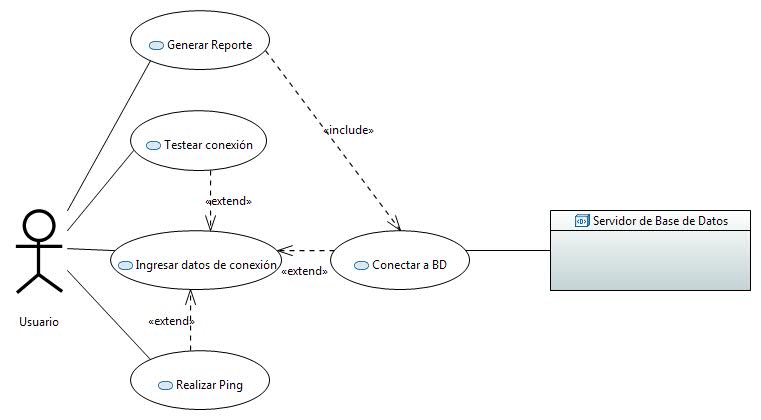 Generar Reporte
«include»
Testear conexión
«extend»
Servidor de Base de Datos
Ingresar datos de conexión
Conectar a BD
«extend»
Usuario
«extend»
Realizar Ping